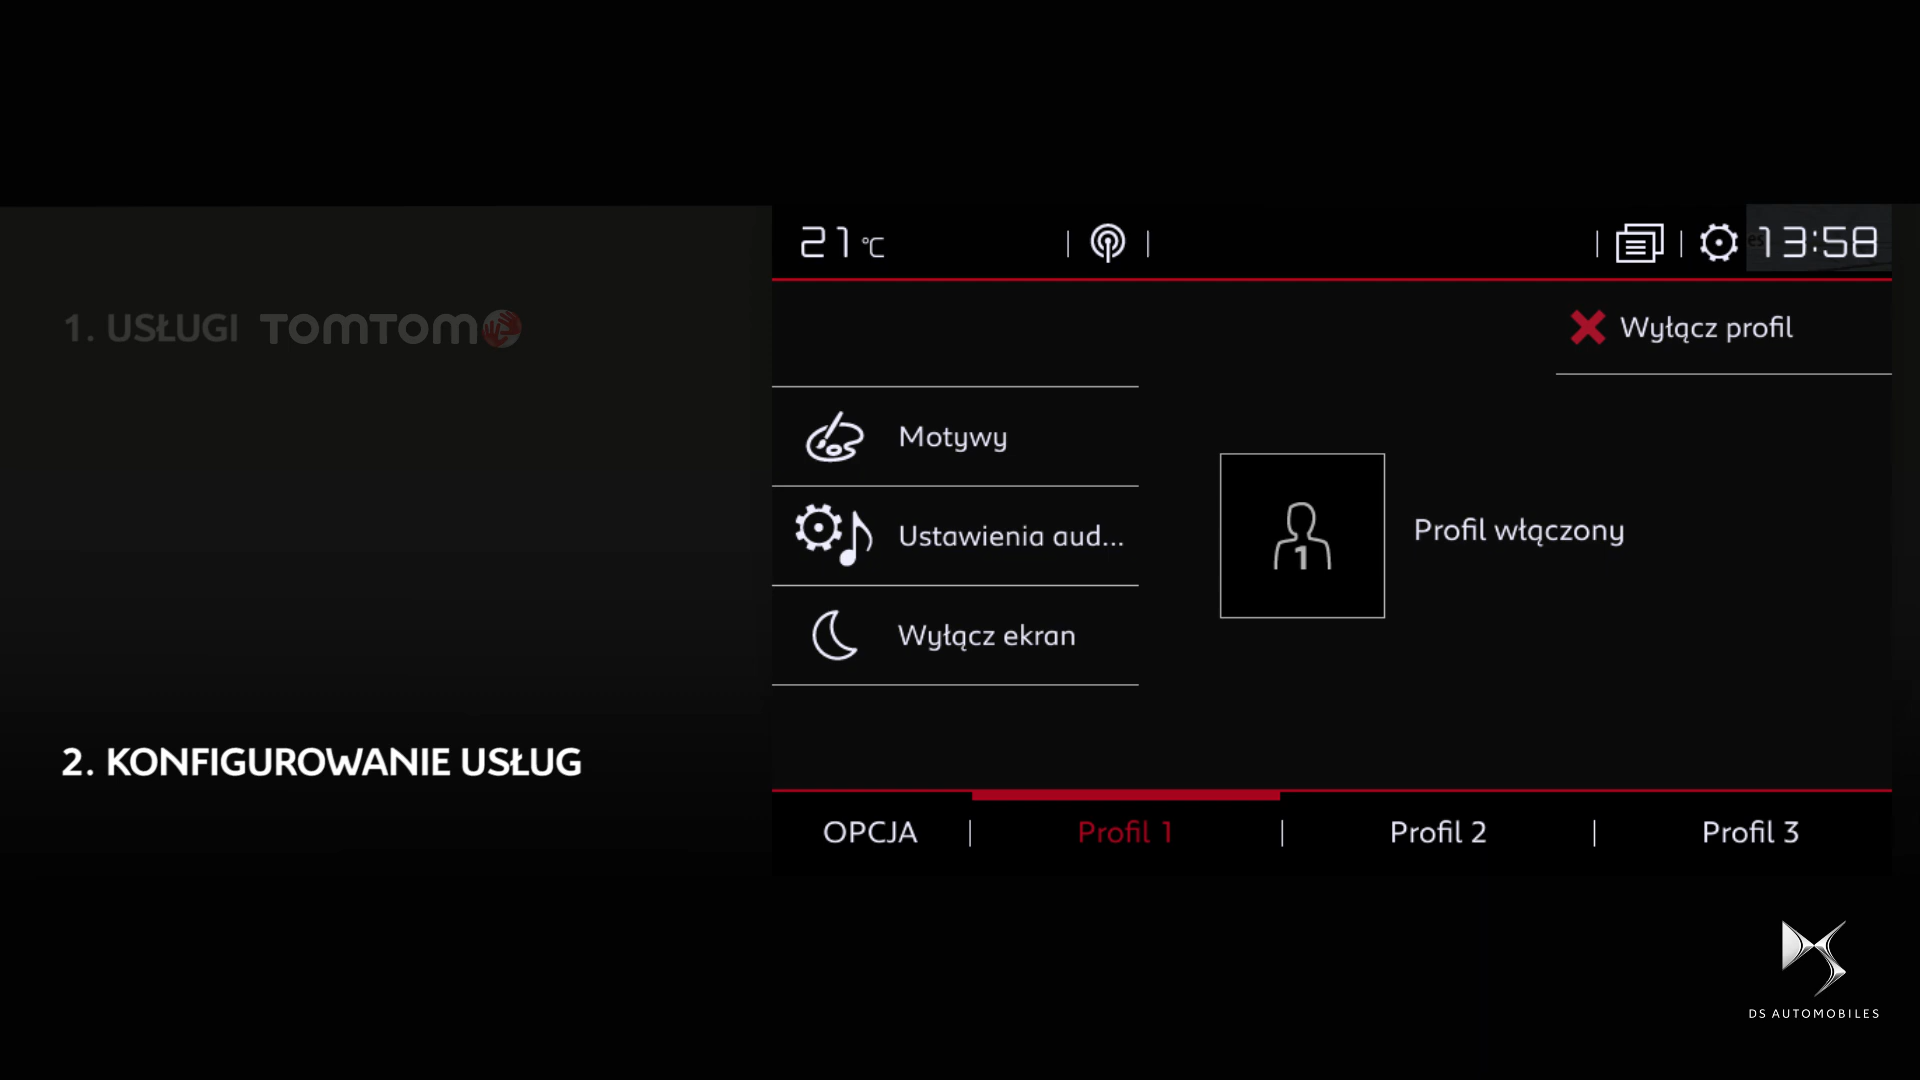 21 °C
13:58
1. USŁUGI TOMTOM
Wyłącz profil
Motywy
Ustawienia aud...
1
Profil włączony
Wyłącz ekran
2. KONFIGUROWANIE USŁUG
OPCJA
Profil 1
Profil 2
Profil 3
DS AUTOMOBILES